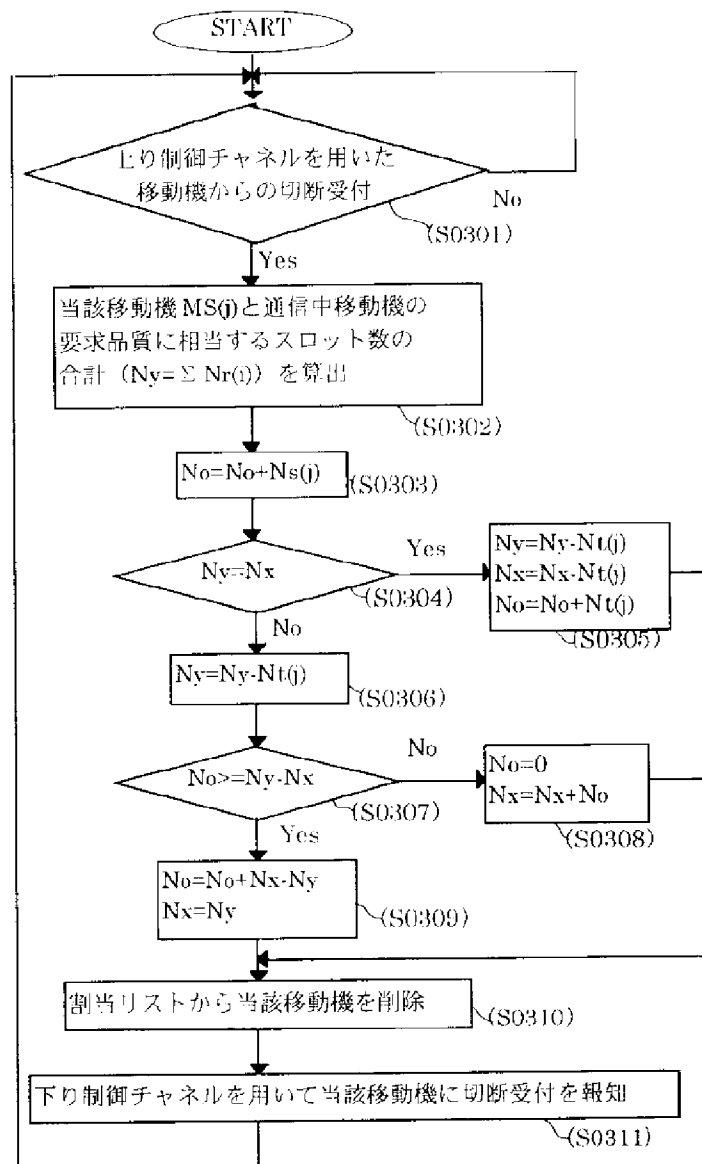 START
上り制御チャネルを用いた
移動機からの切断受付
No
(S0301)
Yes
当該移動機MS(j)と通信中移動機の
要求品質に相当するスロット数の
合計（Ny=Σ Nr(i)）を算出
(S0302)
No=No+Ns(j)
(S0303)
Ny=Nx
Yes
(S0304)
Ny=Ny-Nt(j)
Nx=Nx-Nt(j)
No=No+Nt(j)
(S0305)
No
Ny=Ny-Nt(j)
(S0306)
No>=Ny-Nx
No
(S0307)
No=0
Nx=Nx+No
(S0308)
Yes
No=No+Nx-Ny
Nx=Ny
(S0309)
割当リストから当該移動機を削除
(S0310)
下り制御チャネルを用いて当該移動機に切断受付を報知
(S0311)